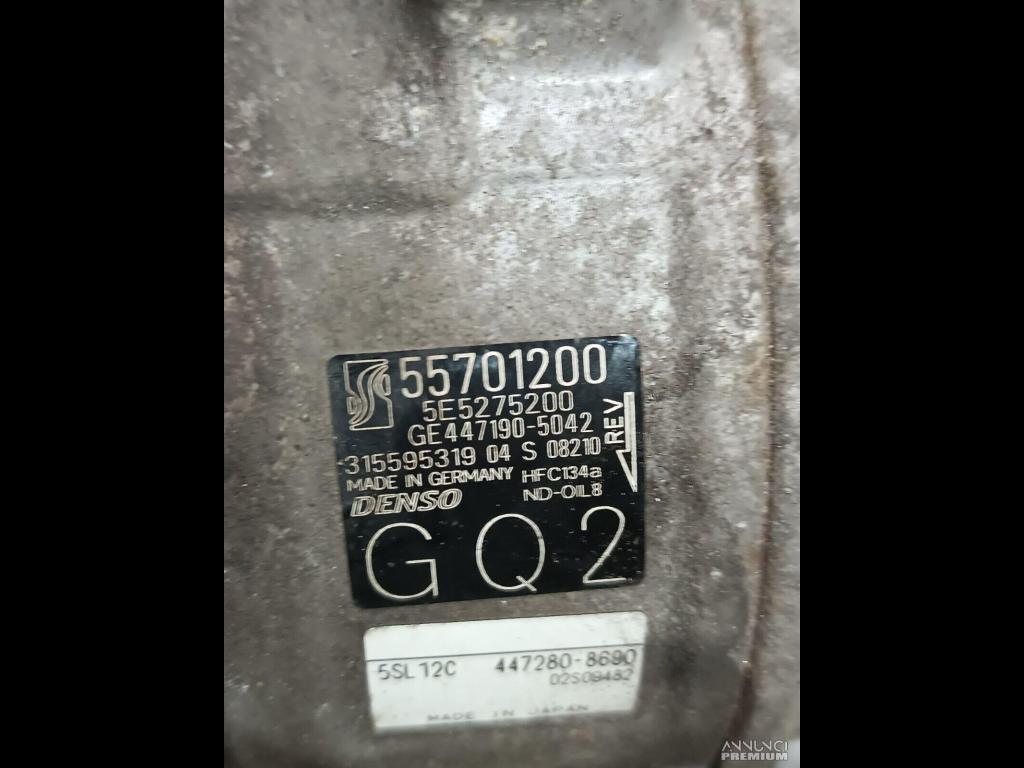 55701200
5E5275200
GE447190-5042
315595319 04 S 08210
MADE IN GERMANY HFC134a
DENSO ND-OIL8
REV
GQ2
5SL12C 447280-8690
02S09482
MADE IN JAPAN
ANNUNCI
PREMIUM